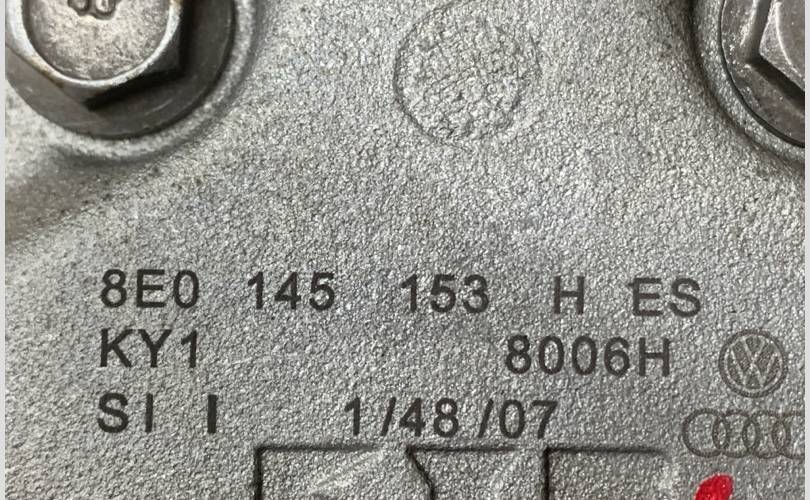 8E0 145 153 H ES
KY1 8006H
SI I 1/48/07